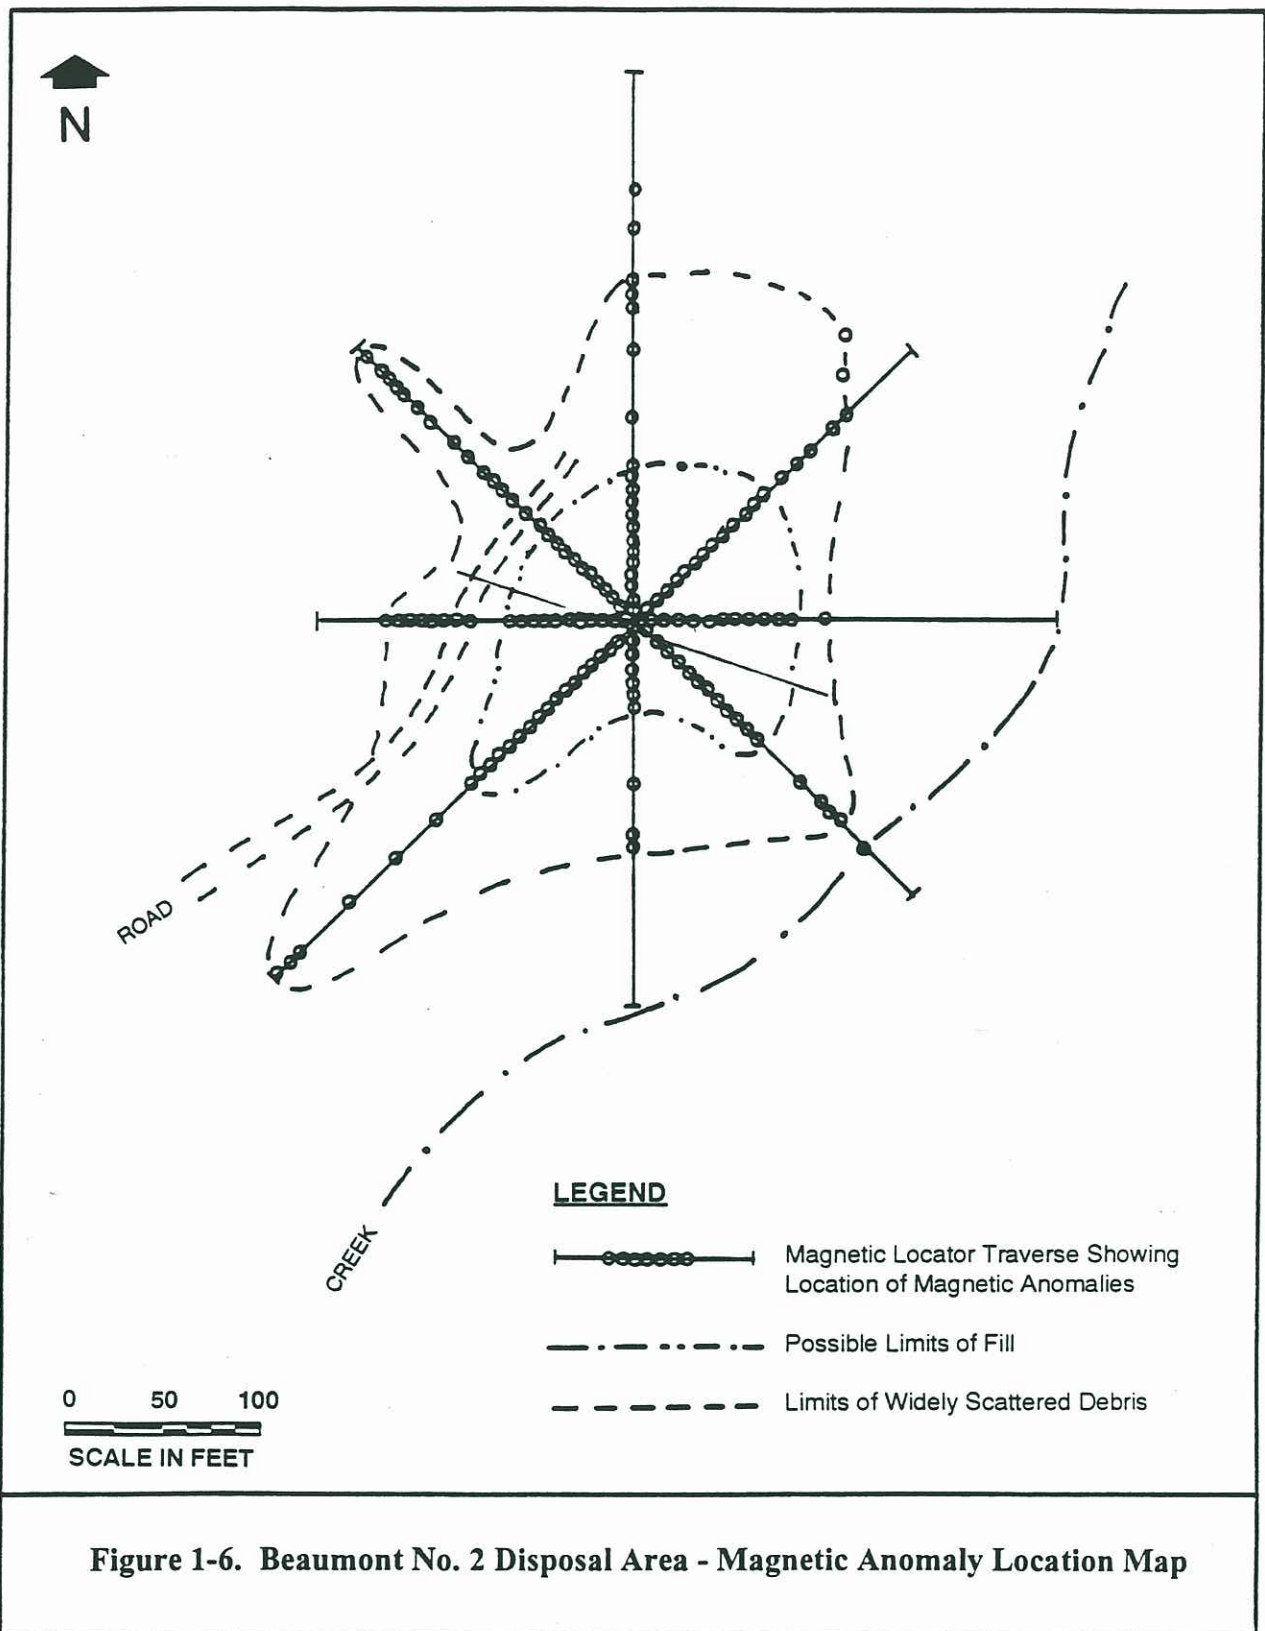 N
ROAD
CREEK
LEGEND
Magnetic Locator Traverse Showing
Location of Magnetic Anomalies
Possible Limits of Fill
Limits of Widely Scattered Debris
0 50 100
SCALE IN FEET
Figure 1-6. Beaumont No. 2 Disposal Area - Magnetic Anomaly Location Map